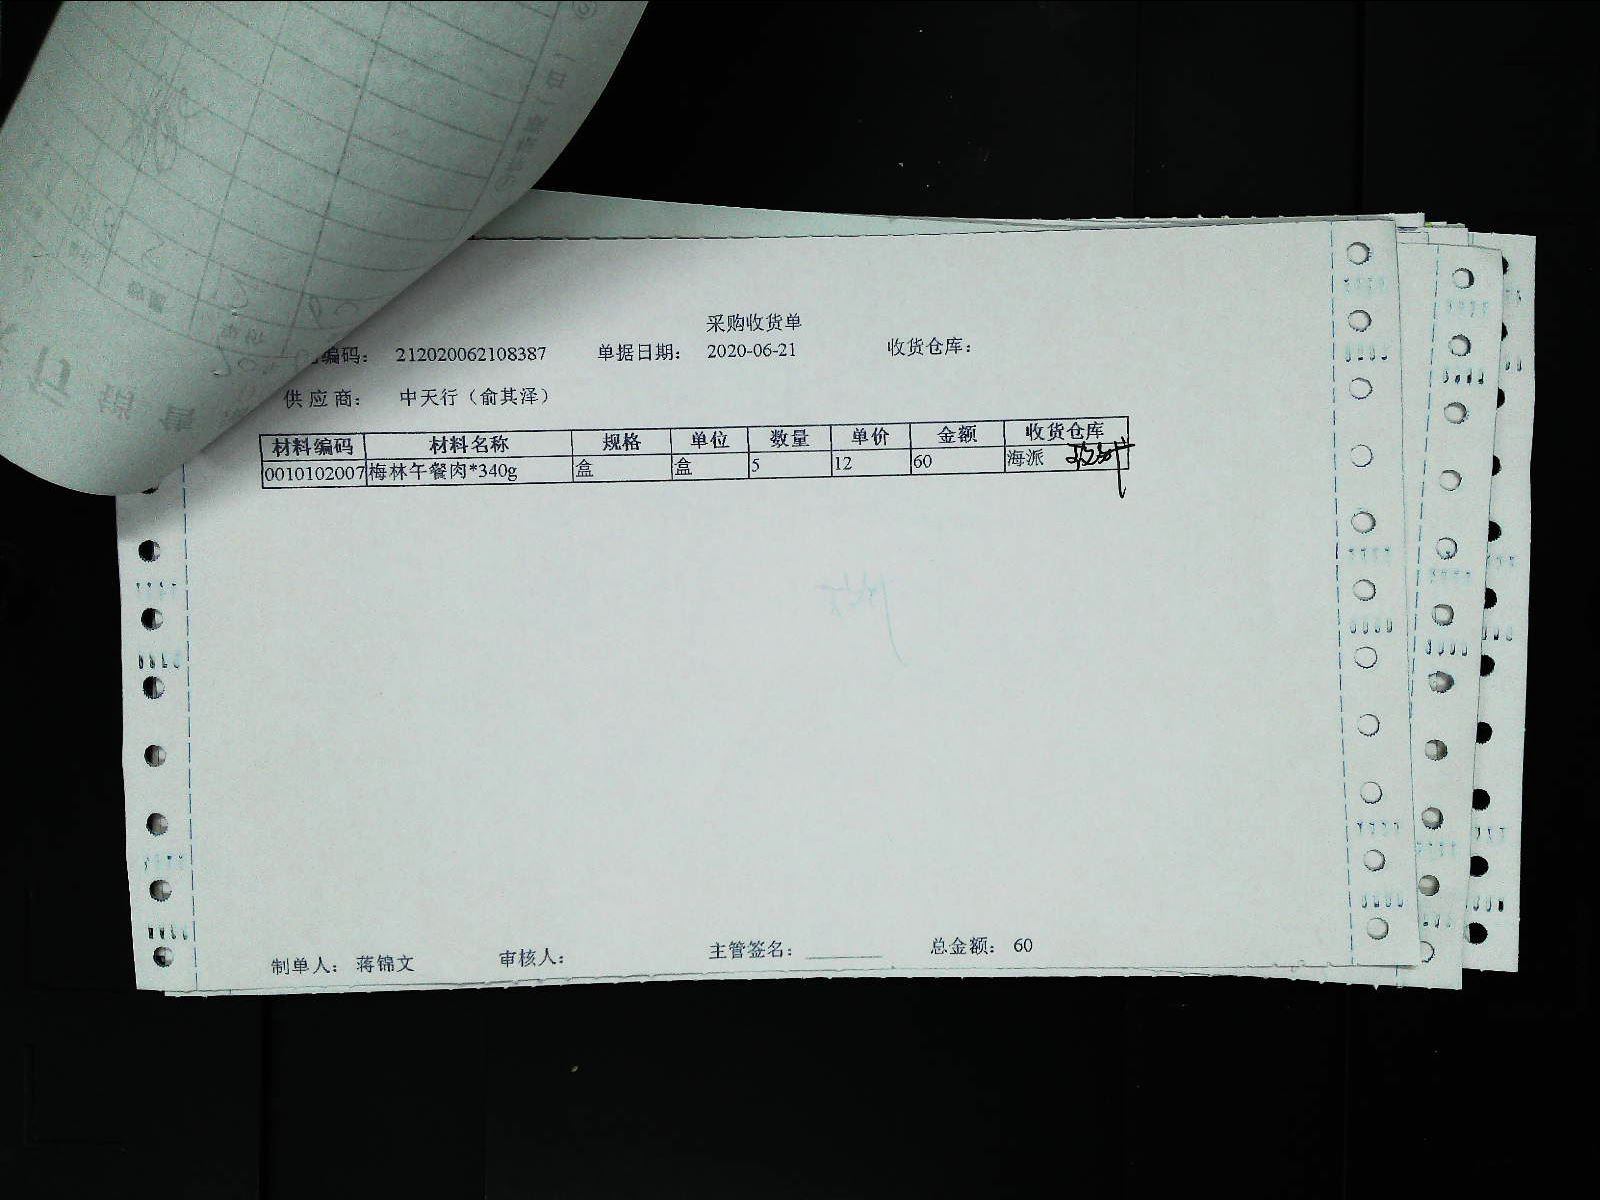 采购收货单
编码： 212020062108387 单据日期： 2020-06-21 收货仓库：
供应商： 中天行（俞其泽）
材料编码 材料名称 规格 单位 数量 单价 金额 收货仓库
0010102007 梅林午餐肉*340g 盒 盒 5 12 60 海派
制单人： 蒋锦文 审核人： 主管签名： 总金额： 60